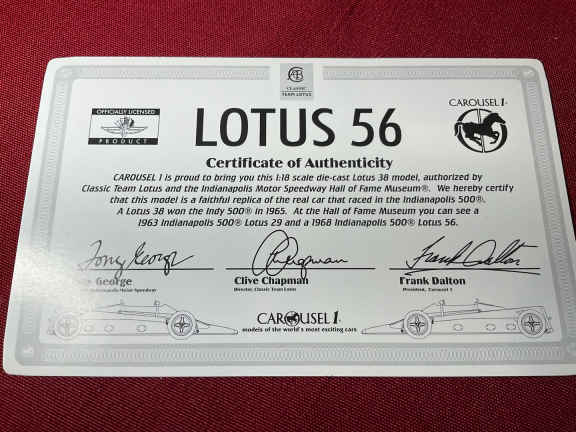 CLASSIC
TEAM LOTUS
OFFICIALLY LICENSED
PRODUCT
LOTUS 56
CAROUSEL 1
Certificate of Authenticity
CAROUSEL 1 is proud to bring you this 1:18 scale die-cast Lotus 38 model, authorized by
Classic Team Lotus and the Indianapolis Motor Speedway Hall of Fame Museum®. We hereby certify
that this model is a faithful replica of the real car that raced in the Indianapolis 500®.
A Lotus 38 won the Indy 500® in 1965. At the Hall of Fame Museum you can see a
1963 Indianapolis 500® Lotus 29 and a 1968 Indianapolis 500® Lotus 56.
Tony George
Frank Dalton
George
Clive Chapman
Frank Dalton
Indianapolis Motor Speedway
Director, Classic Team Lotus
President, Carousel 1
CAROUSEL 1
models of the world's most exciting cars